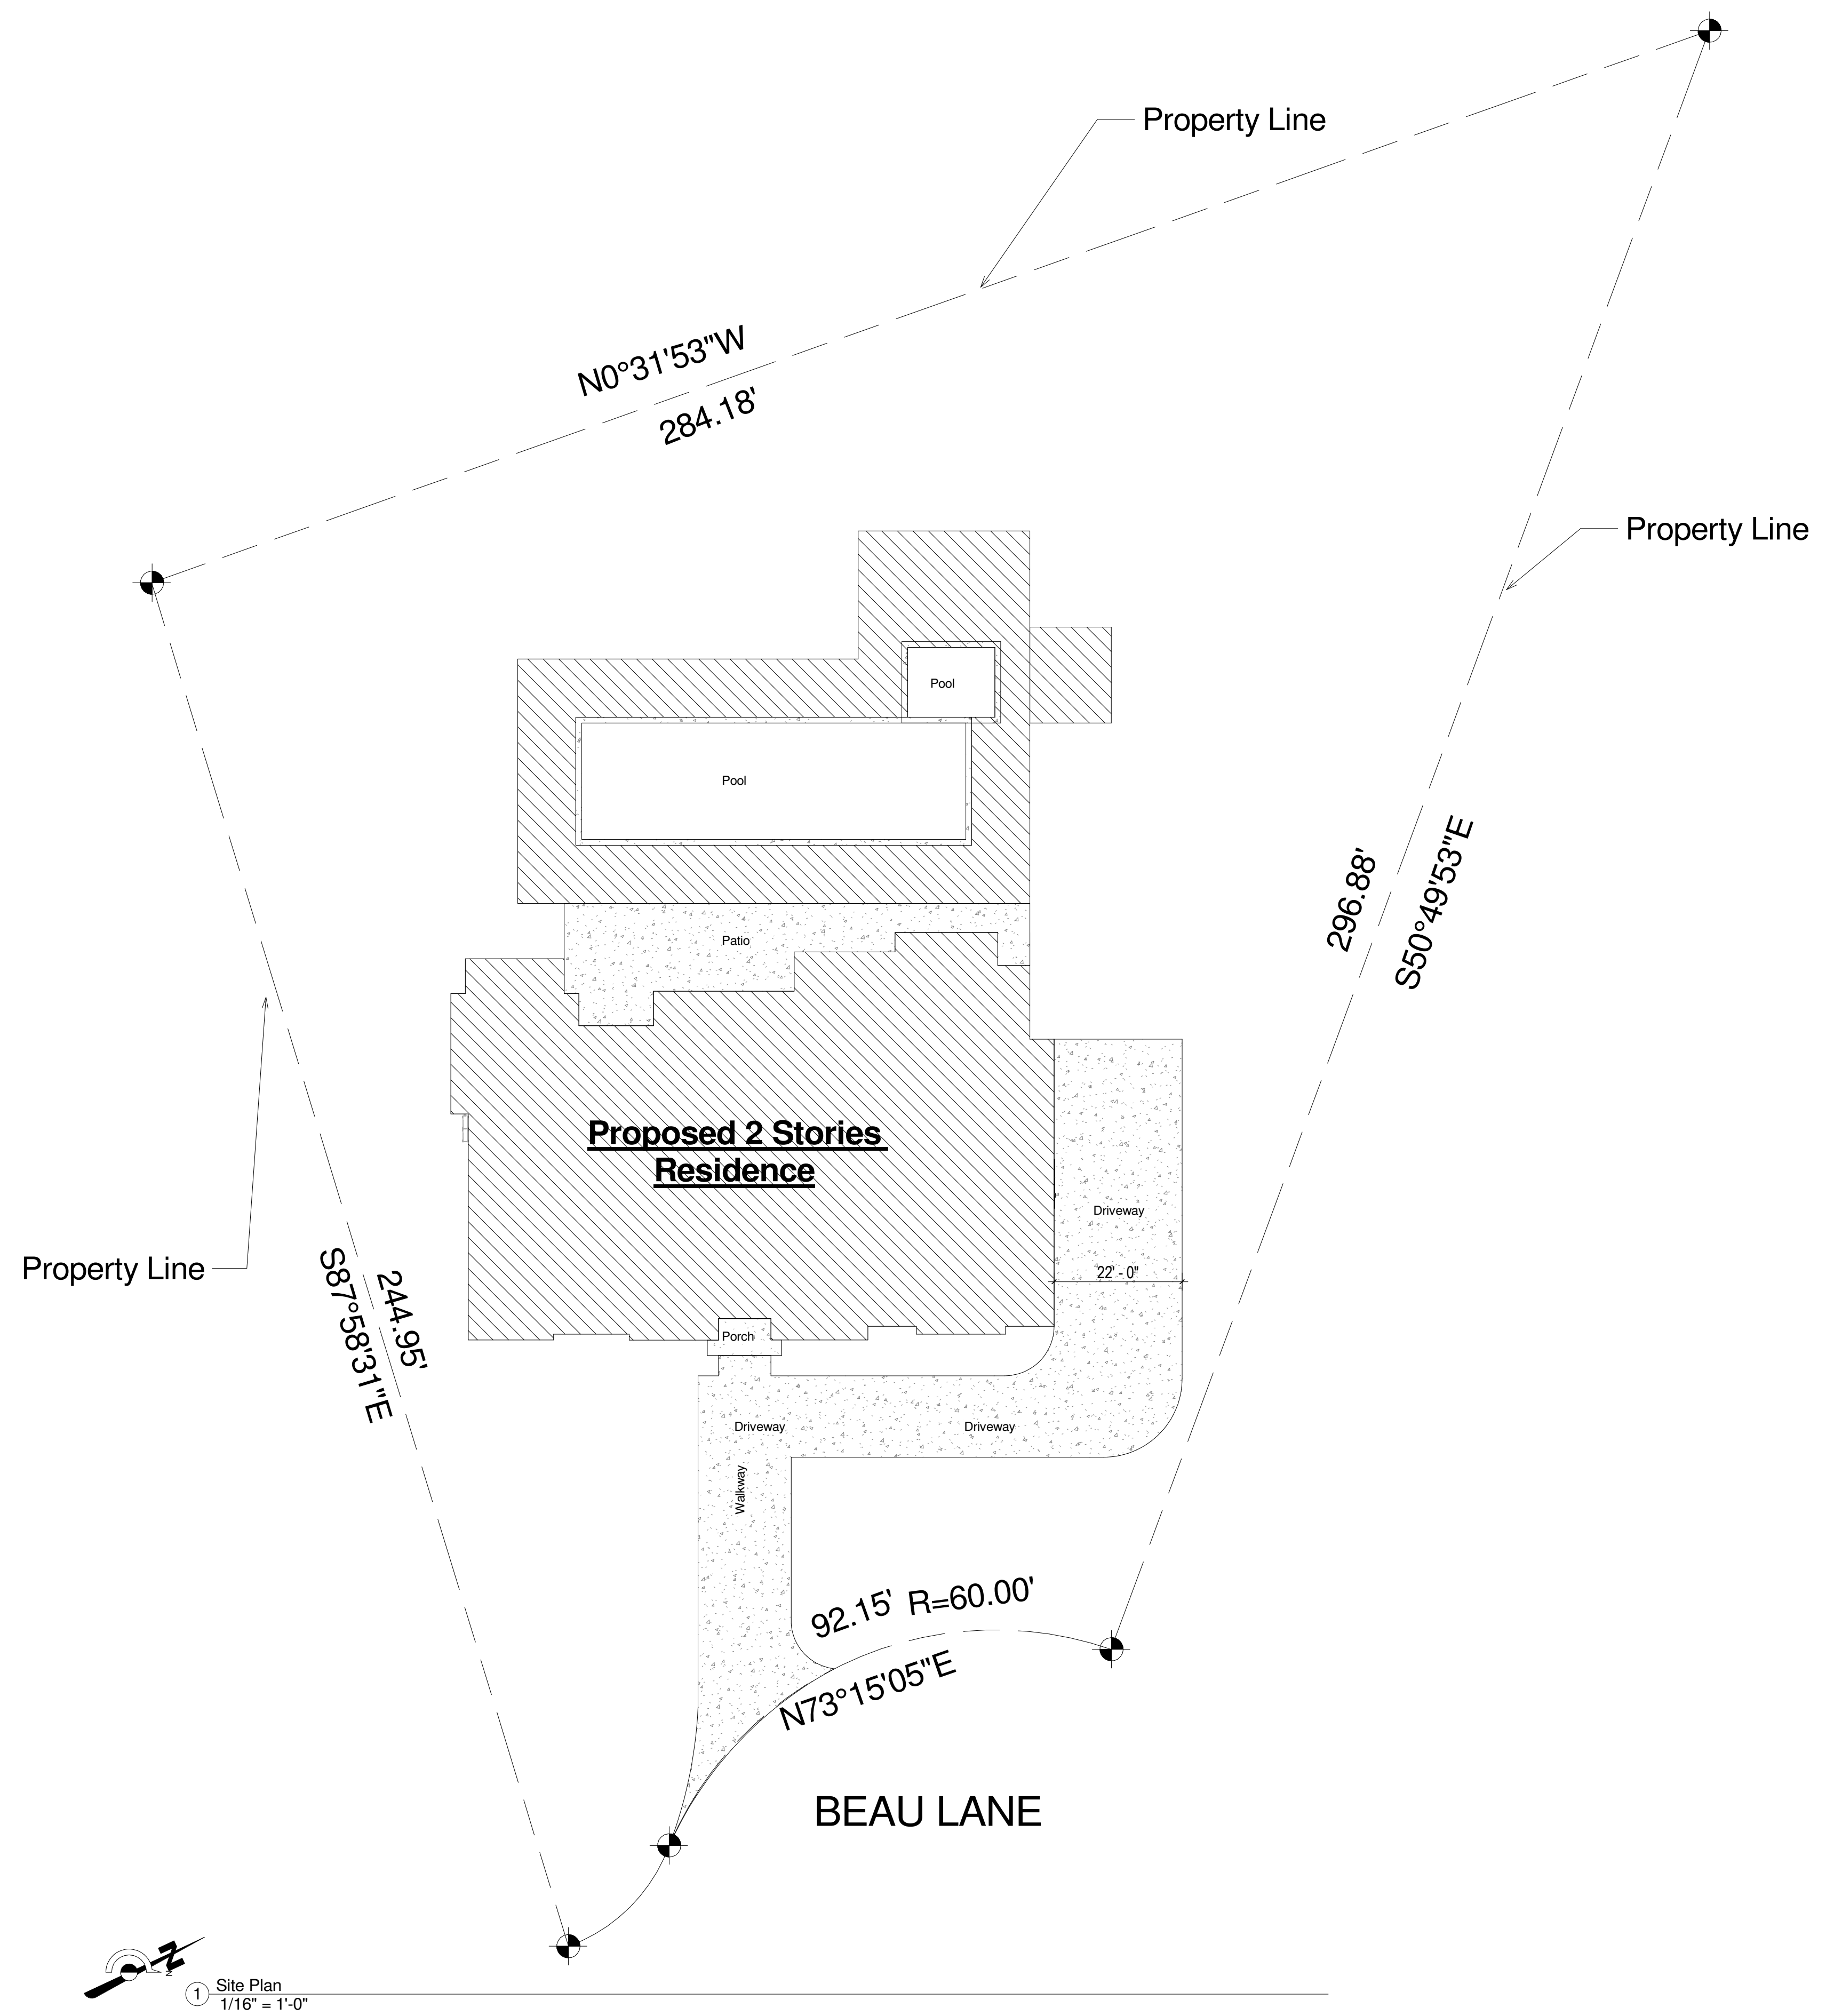 Property Line
Property Line
N0°31'53"W
284.18'
Pool
Pool
296.88'
S50°49'53"E
Patio
Proposed 2 Stories
Residence
Driveway
Property Line
244.95'
S87°58'31"E
22' - 0"
Porch
Driveway
Driveway
Walkway
92.15' R=60.00'
N73°15'05"E
BEAU LANE
N
N
1
Site Plan
1/16" = 1'-0"